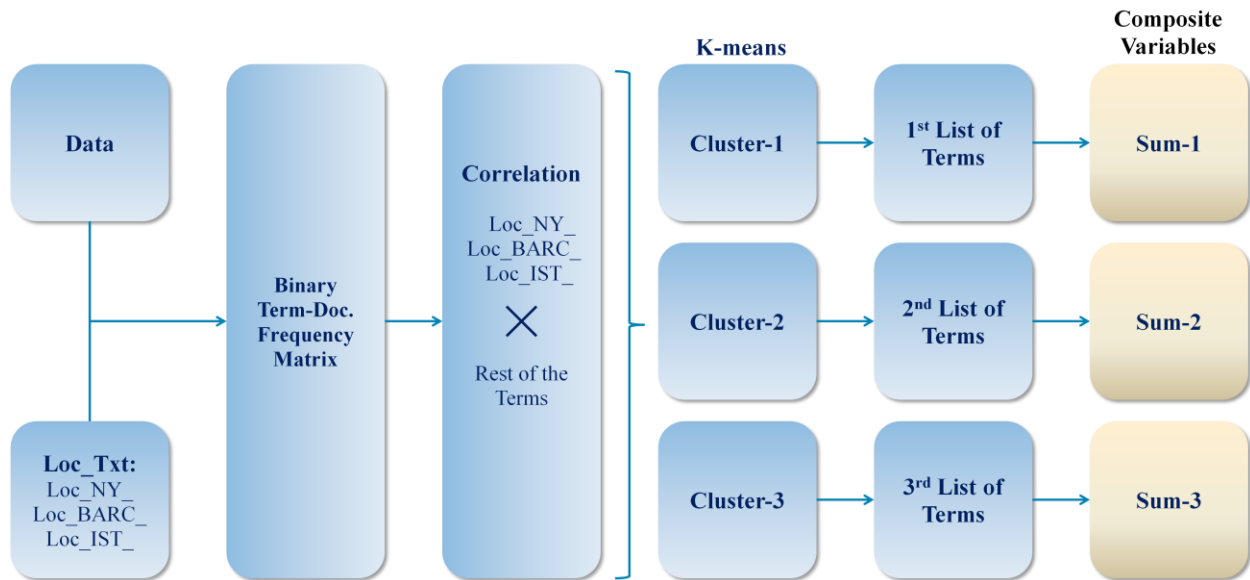 K-means
Composite
Variables
Data
Loc_Txt:
Loc_NY_
Loc_BARC_
Loc_IST_
Binary
Term-Doc.
Frequency
Matrix
Correlation
Loc_NY_
Loc_BARC_
Loc_IST_
×
Rest of the
Terms
Cluster-1
1st List of
Terms
Sum-1
Cluster-2
2nd List of
Terms
Sum-2
Cluster-3
3rd List of
Terms
Sum-3